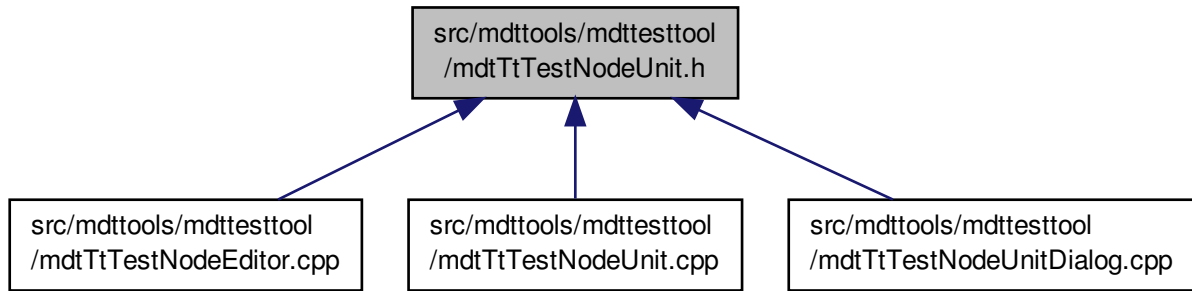 src/mdttools/mdttesttool
/mdtTtTestNodeUnit.h
src/mdttools/mdttesttool
/mdtTtTestNodeEditor.cpp
src/mdttools/mdttesttool
/mdtTtTestNodeUnit.cpp
src/mdttools/mdttesttool
/mdtTtTestNodeUnitDialog.cpp